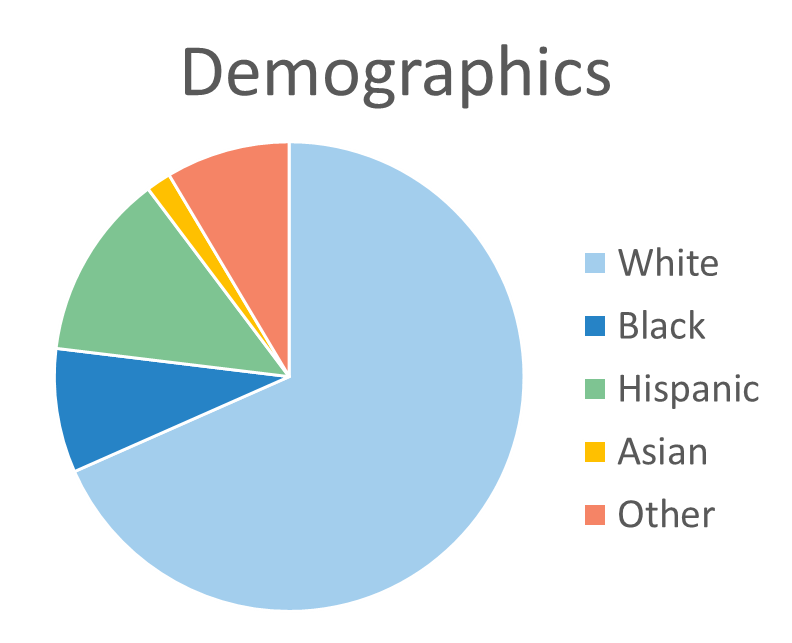 Demographics
White
Black
Hispanic
Asian
Other